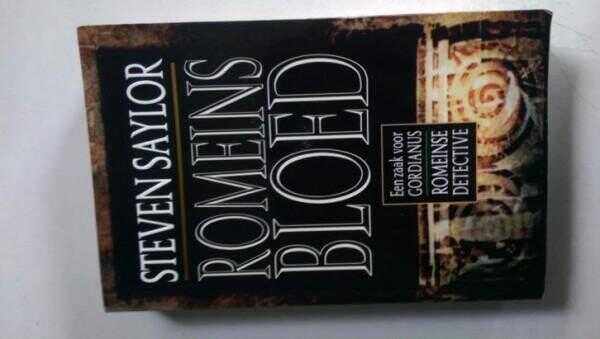 STEVEN SAYLOR
ROMEINS
BLOED
Een zaak voor
GORDIANUS
ROMEINSE
DETECTIVE